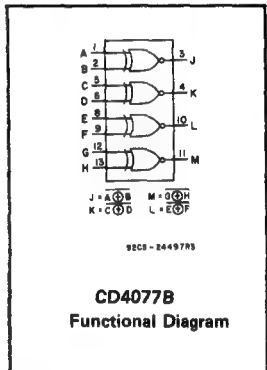 A 1
B 2
3 J
C 5
D 6
4 K
E 8
F 9
10 L
G 12
H 13
11 M
J = A⊕B M = G⊕H
K = C⊕D L = E⊕F
92CS-24497R3
CD4077B
Functional Diagram